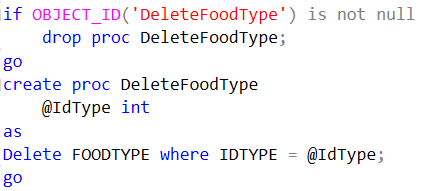 if OBJECT_ID('DeleteFoodType') is not null
drop proc DeleteFoodType;
go
create proc DeleteFoodType
@IdType int
as
Delete FOODTYPE where IDTYPE = @IdType;
go